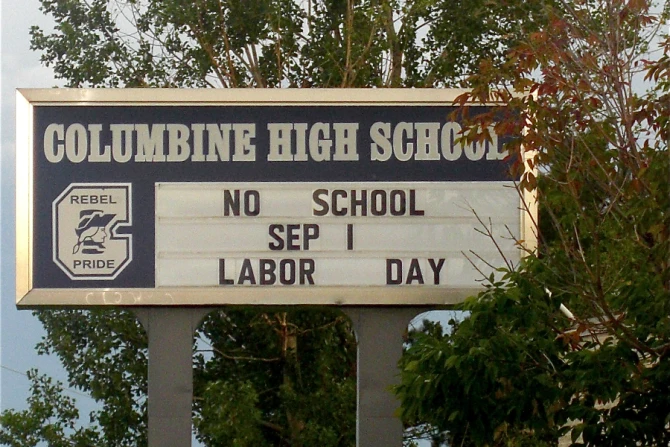 COLUMBINE HIGH SCHOOL
REBEL
PRIDE
NO SCHOOL
SEP 1
LABOR DAY